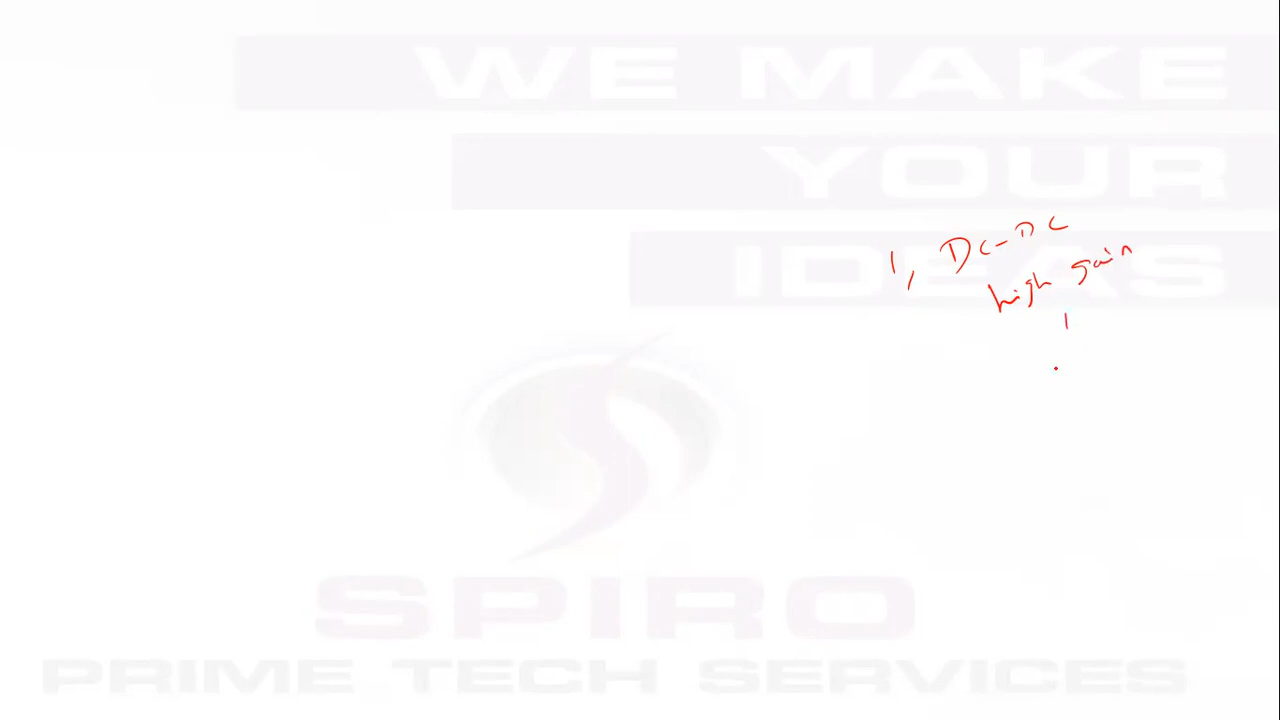 WE MAKE
YOUR
IDEAS
1, DC-DC
high gain
SPIRO
PRIME TECH SERVICES